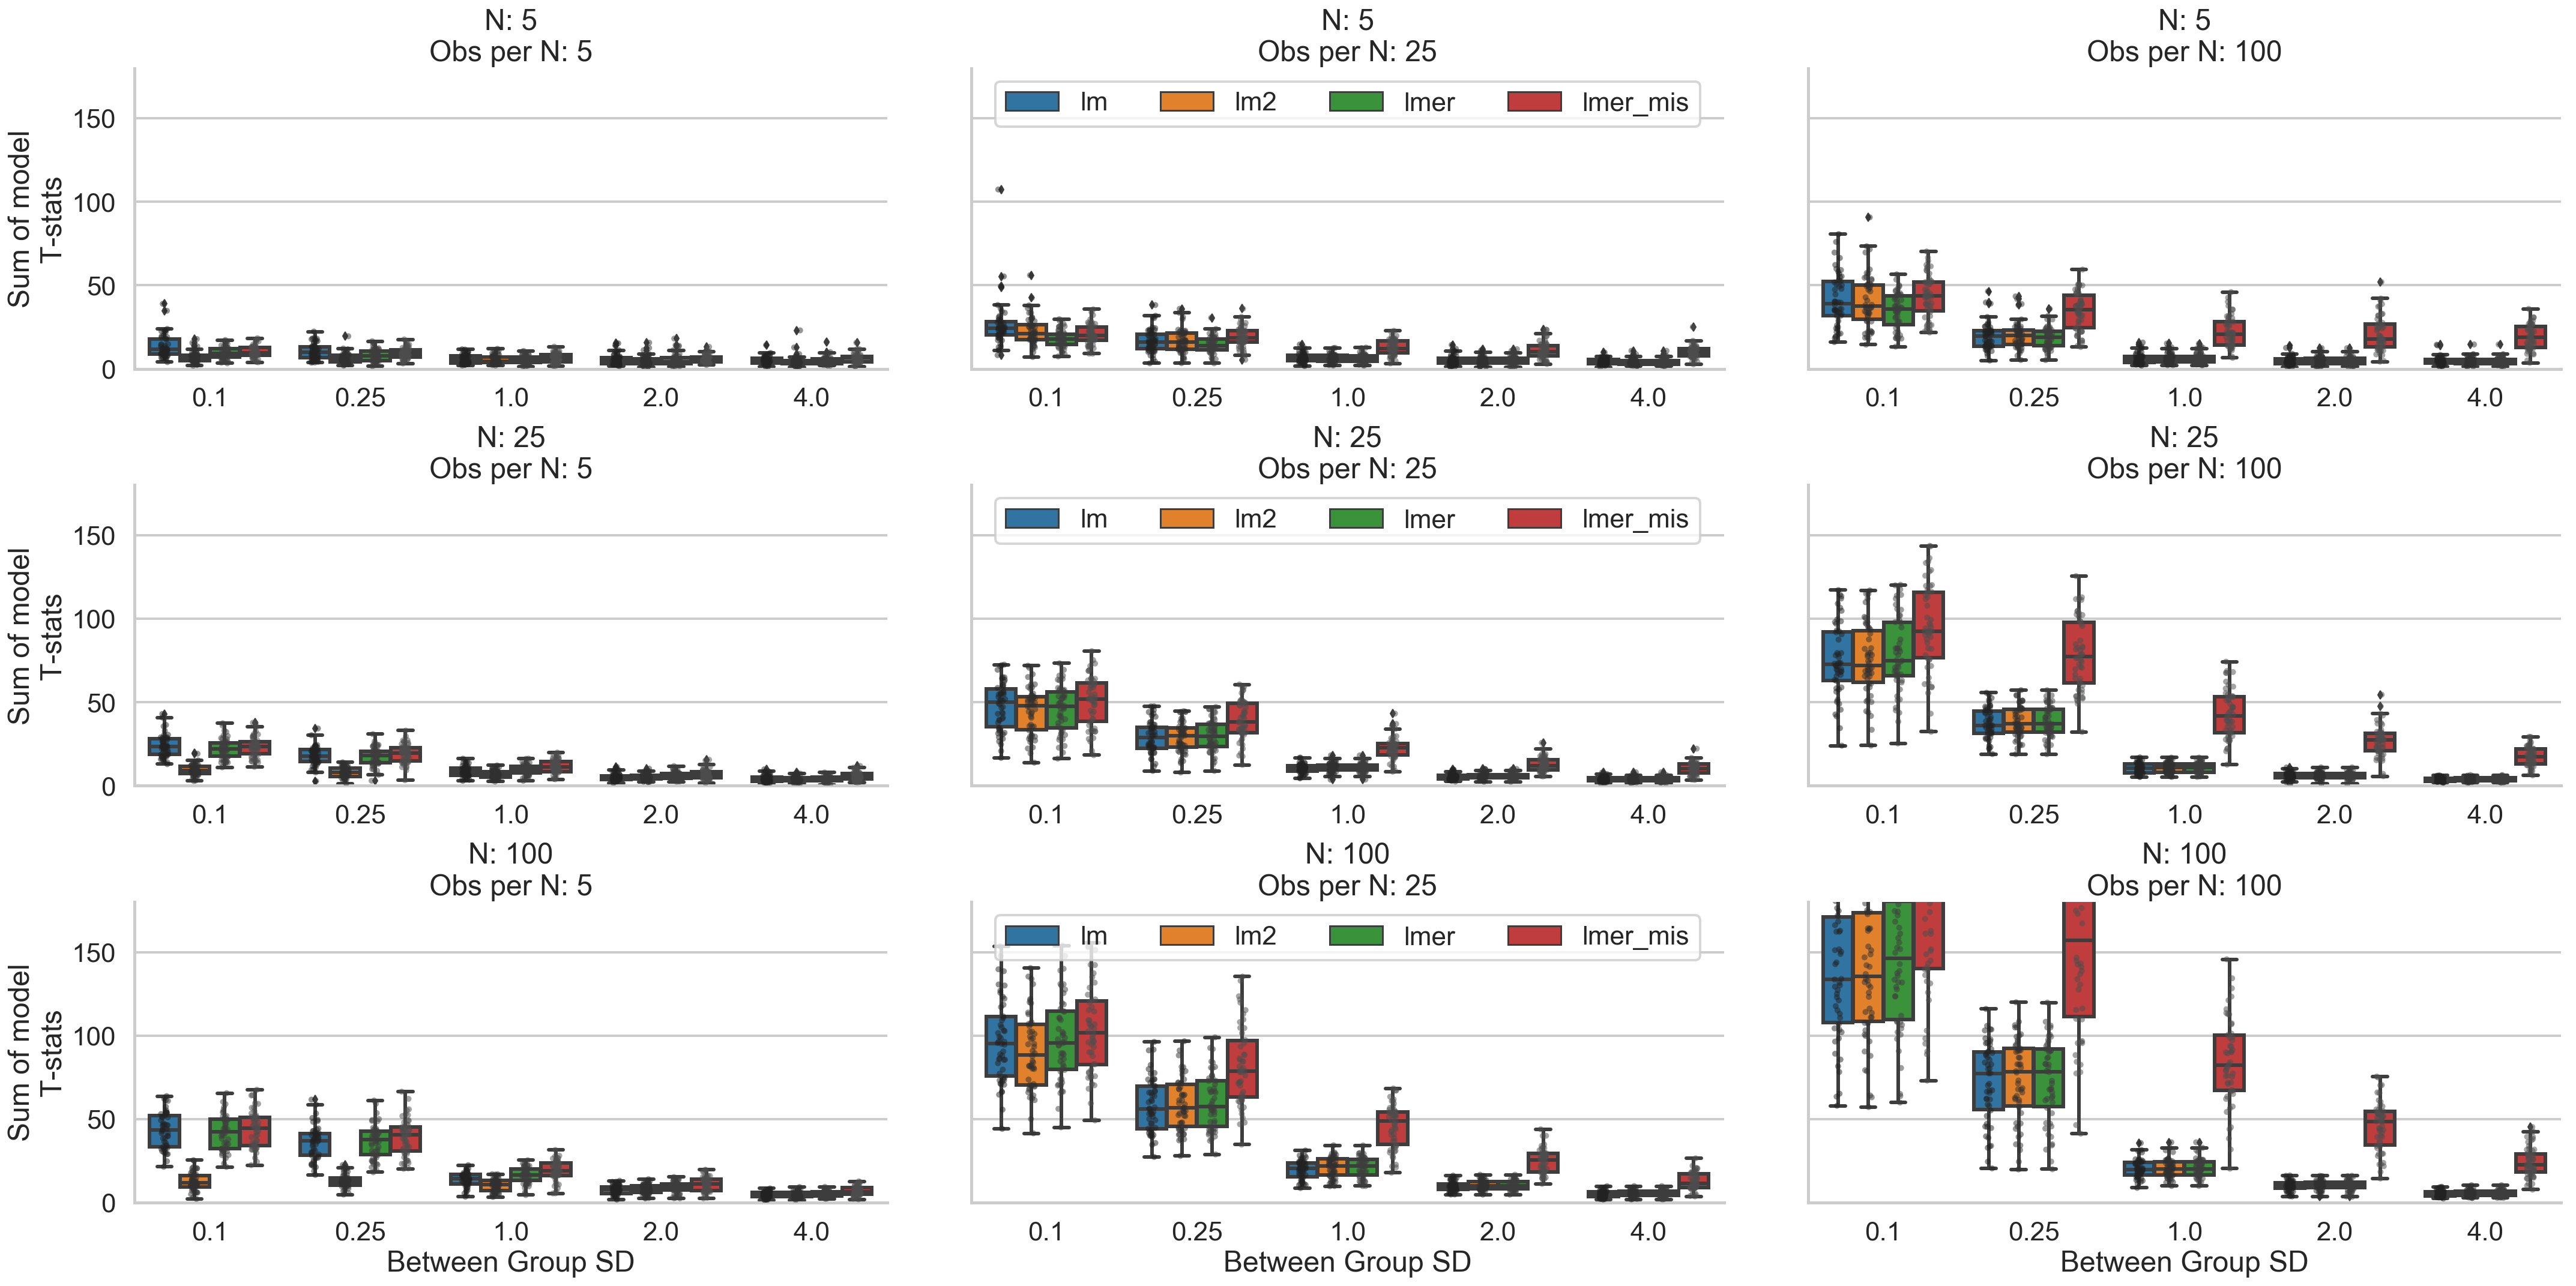 N: 5
Obs per N: 5
N: 5
Obs per N: 25
N: 5
Obs per N: 100
Sum of model
T-stats
150
100
50
0
lm lm2 lmer lmer_mis
0.1 0.25 1.0 2.0 4.0
0.1 0.25 1.0 2.0 4.0
0.1 0.25 1.0 2.0 4.0
N: 25
Obs per N: 5
N: 25
Obs per N: 25
N: 25
Obs per N: 100
Sum of model
T-stats
150
100
50
0
lm lm2 lmer lmer_mis
0.1 0.25 1.0 2.0 4.0
0.1 0.25 1.0 2.0 4.0
0.1 0.25 1.0 2.0 4.0
N: 100
Obs per N: 5
N: 100
Obs per N: 25
N: 100
Obs per N: 100
Sum of model
T-stats
150
100
50
0
lm lm2 lmer lmer_mis
0.1 0.25 1.0 2.0 4.0
0.1 0.25 1.0 2.0 4.0
0.1 0.25 1.0 2.0 4.0
Between Group SD
Between Group SD
Between Group SD